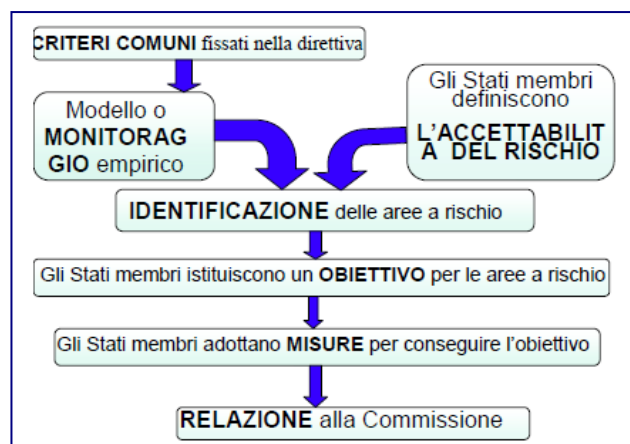 CRITERI COMUNI fissati nella direttiva
Modello o
MONITORAG
GIO empirico
Gli Stati membri
definiscono
L'ACCETTABILIT
A DEL RISCHIO
IDENTIFICAZIONE delle aree a rischio
Gli Stati membri istituiscono un OBIETTIVO per le aree a rischio
Gli Stati membri adottano MISURE per conseguire l'obiettivo
RELAZIONE alla Commissione